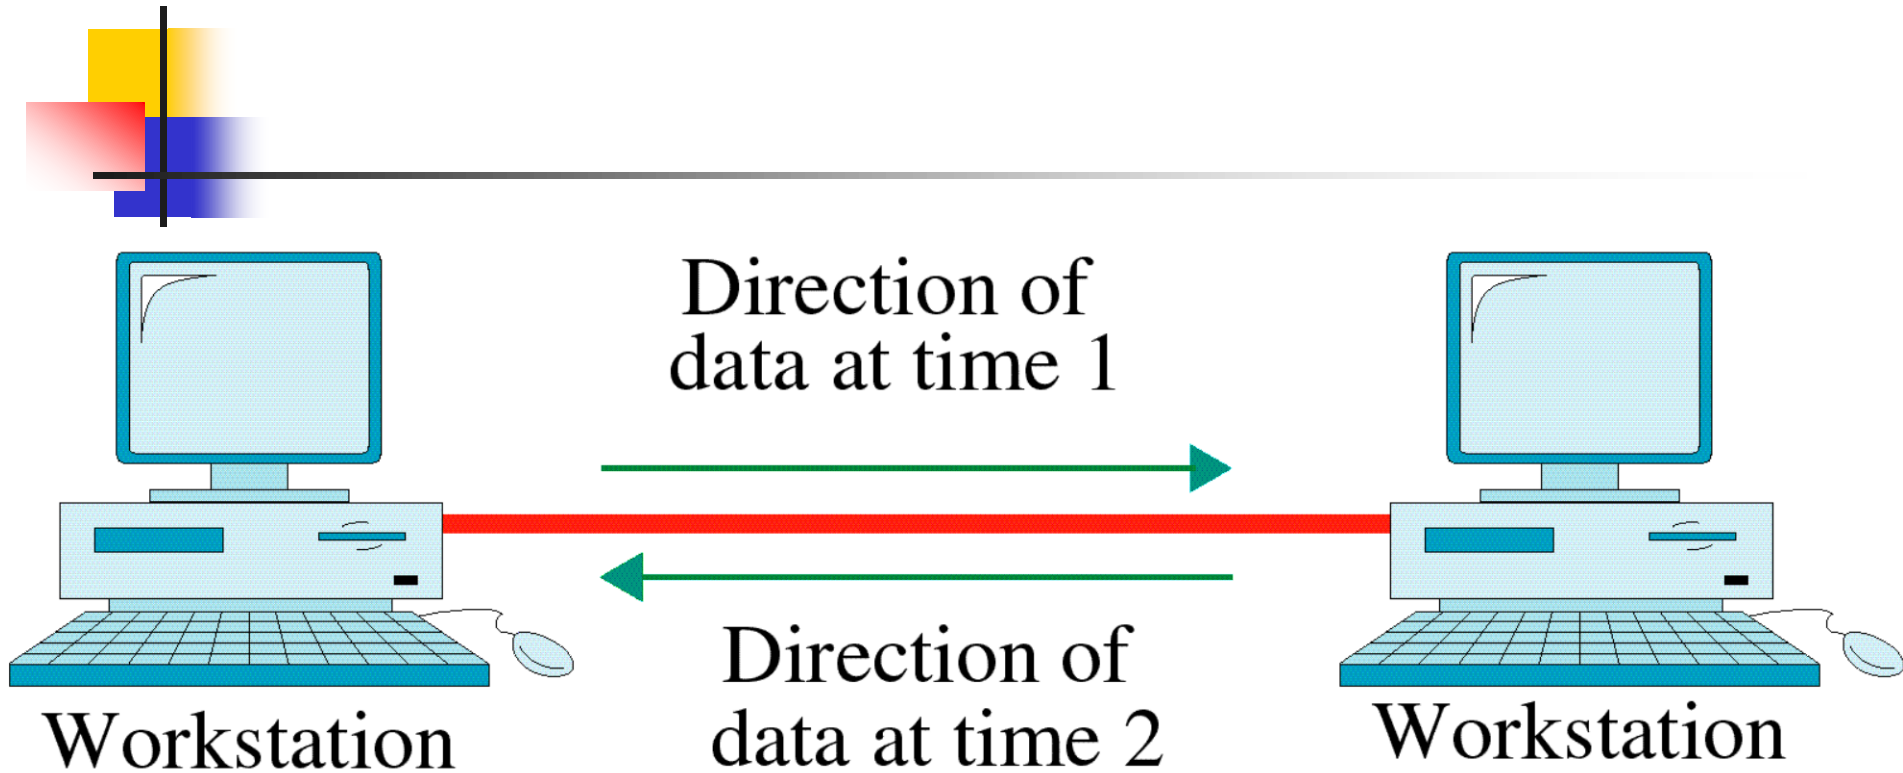 Direction of
data at time 1
Direction of
data at time 2
Workstation
Workstation